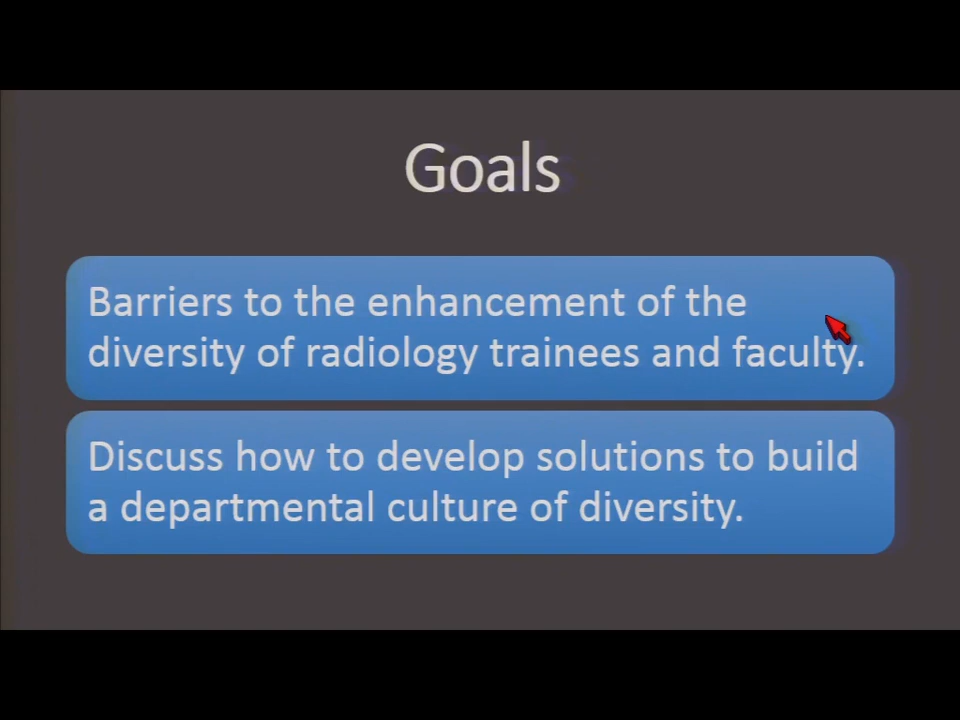 Goals
Barriers to the enhancement of the
diversity of radiology trainees and faculty.
Discuss how to develop solutions to build
a departmental culture of diversity.